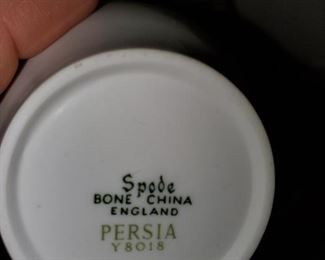 Spode
BONE CHINA
ENGLAND
PERSIA
Y8018